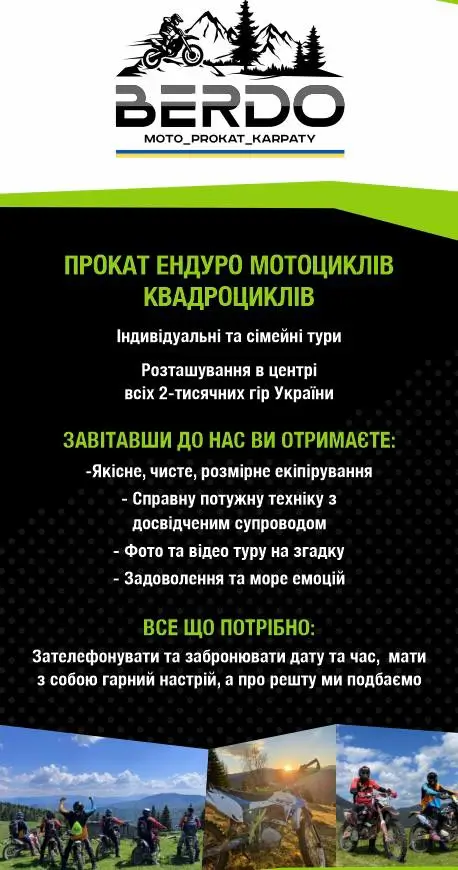 BERDO
MOTO_PROKAT_KARPATY
ПРОКАТ ЕНДУРО МОТОЦИКЛІВ
КВАДРОЦИКЛІВ
Індивідуальні та сімейні тури
Розташування в центрі
всіх 2-тисячних гір України
ЗАВІТАВШИ ДО НАС ВИ ОТРИМАЄТЕ:
-Якісне, чисте, розмірне екіпірування
- Справну потужну техніку з
досвідченим супроводом
- Фото та відео туру на згадку
- Задоволення та море емоцій
ВСЕ ЩО ПОТРІБНО:
Зателефонувати та забронювати дату та час, мати
з собою гарний настрій, а про решту ми подбаємо